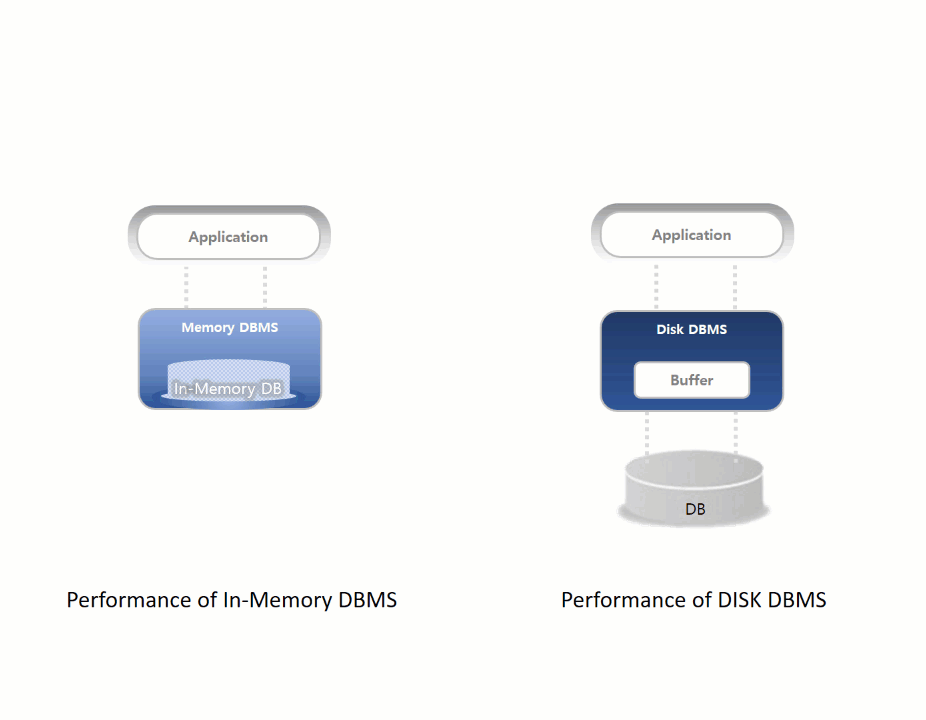 Application
Memory DBMS
In-Memory DB
Performance of In-Memory DBMS
Application
Disk DBMS
Buffer
DB
Performance of DISK DBMS